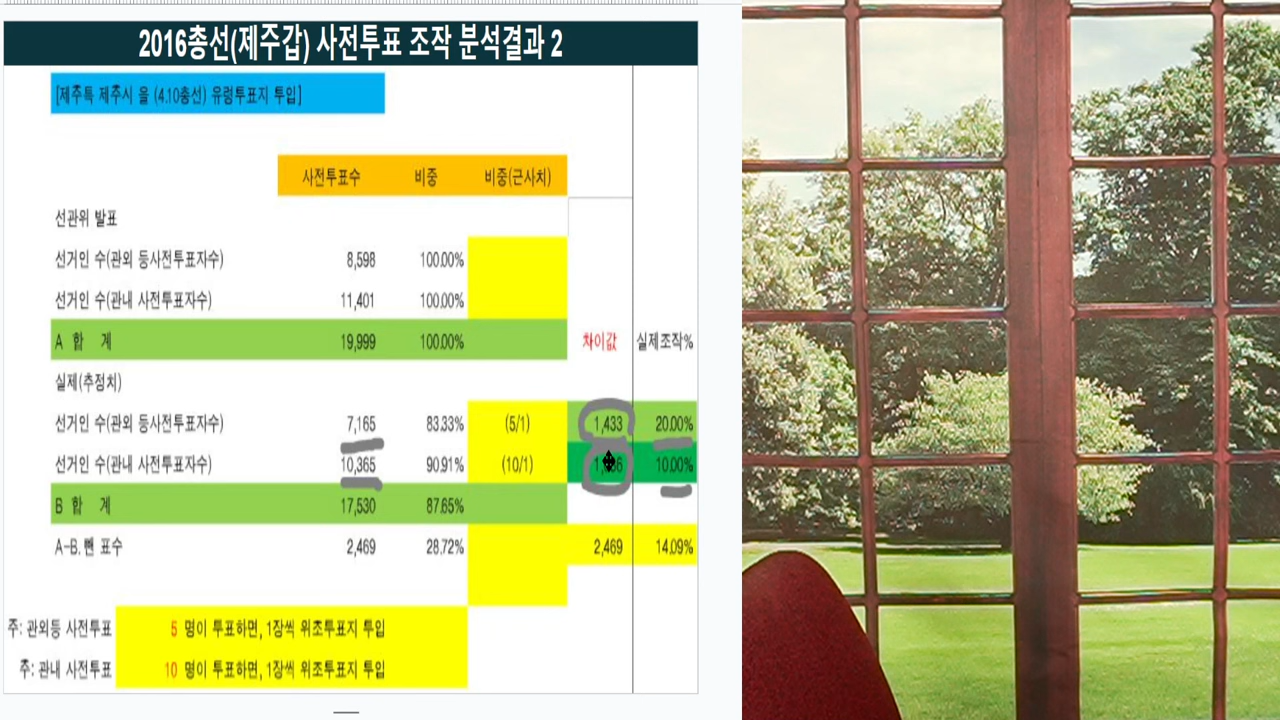 2016총선(제주갑) 사전투표 조작 분석결과 2
[제주특 제주시 을 (4.10총선) 유령투표지 투입]
사전투표수 비중 비중(근사치)
선관위 발표
선거인 수(관외 등사전투표자수) 8,598 100.00%
선거인 수(관내 사전투표자수) 11,401 100.00%
A 합 계 19,999 100.00% 차이값 실제조작%
실제(추정치)
선거인 수(관외 등사전투표자수) 7,165 83.33% (5/1) 1,433 20.00%
선거인 수(관내 사전투표자수) 10,365 90.91% (10/1) 10.00%
B 합 계 17,530 87.65%
A-B.뺀 표수 2,469 28.72% 2,469 14.09%
주: 관외등 사전투표 5 명이 투표하면, 1장씩 위조투표지 투입
주: 관내 사전투표 10 명이 투표하면, 1장씩 위조투표지 투입